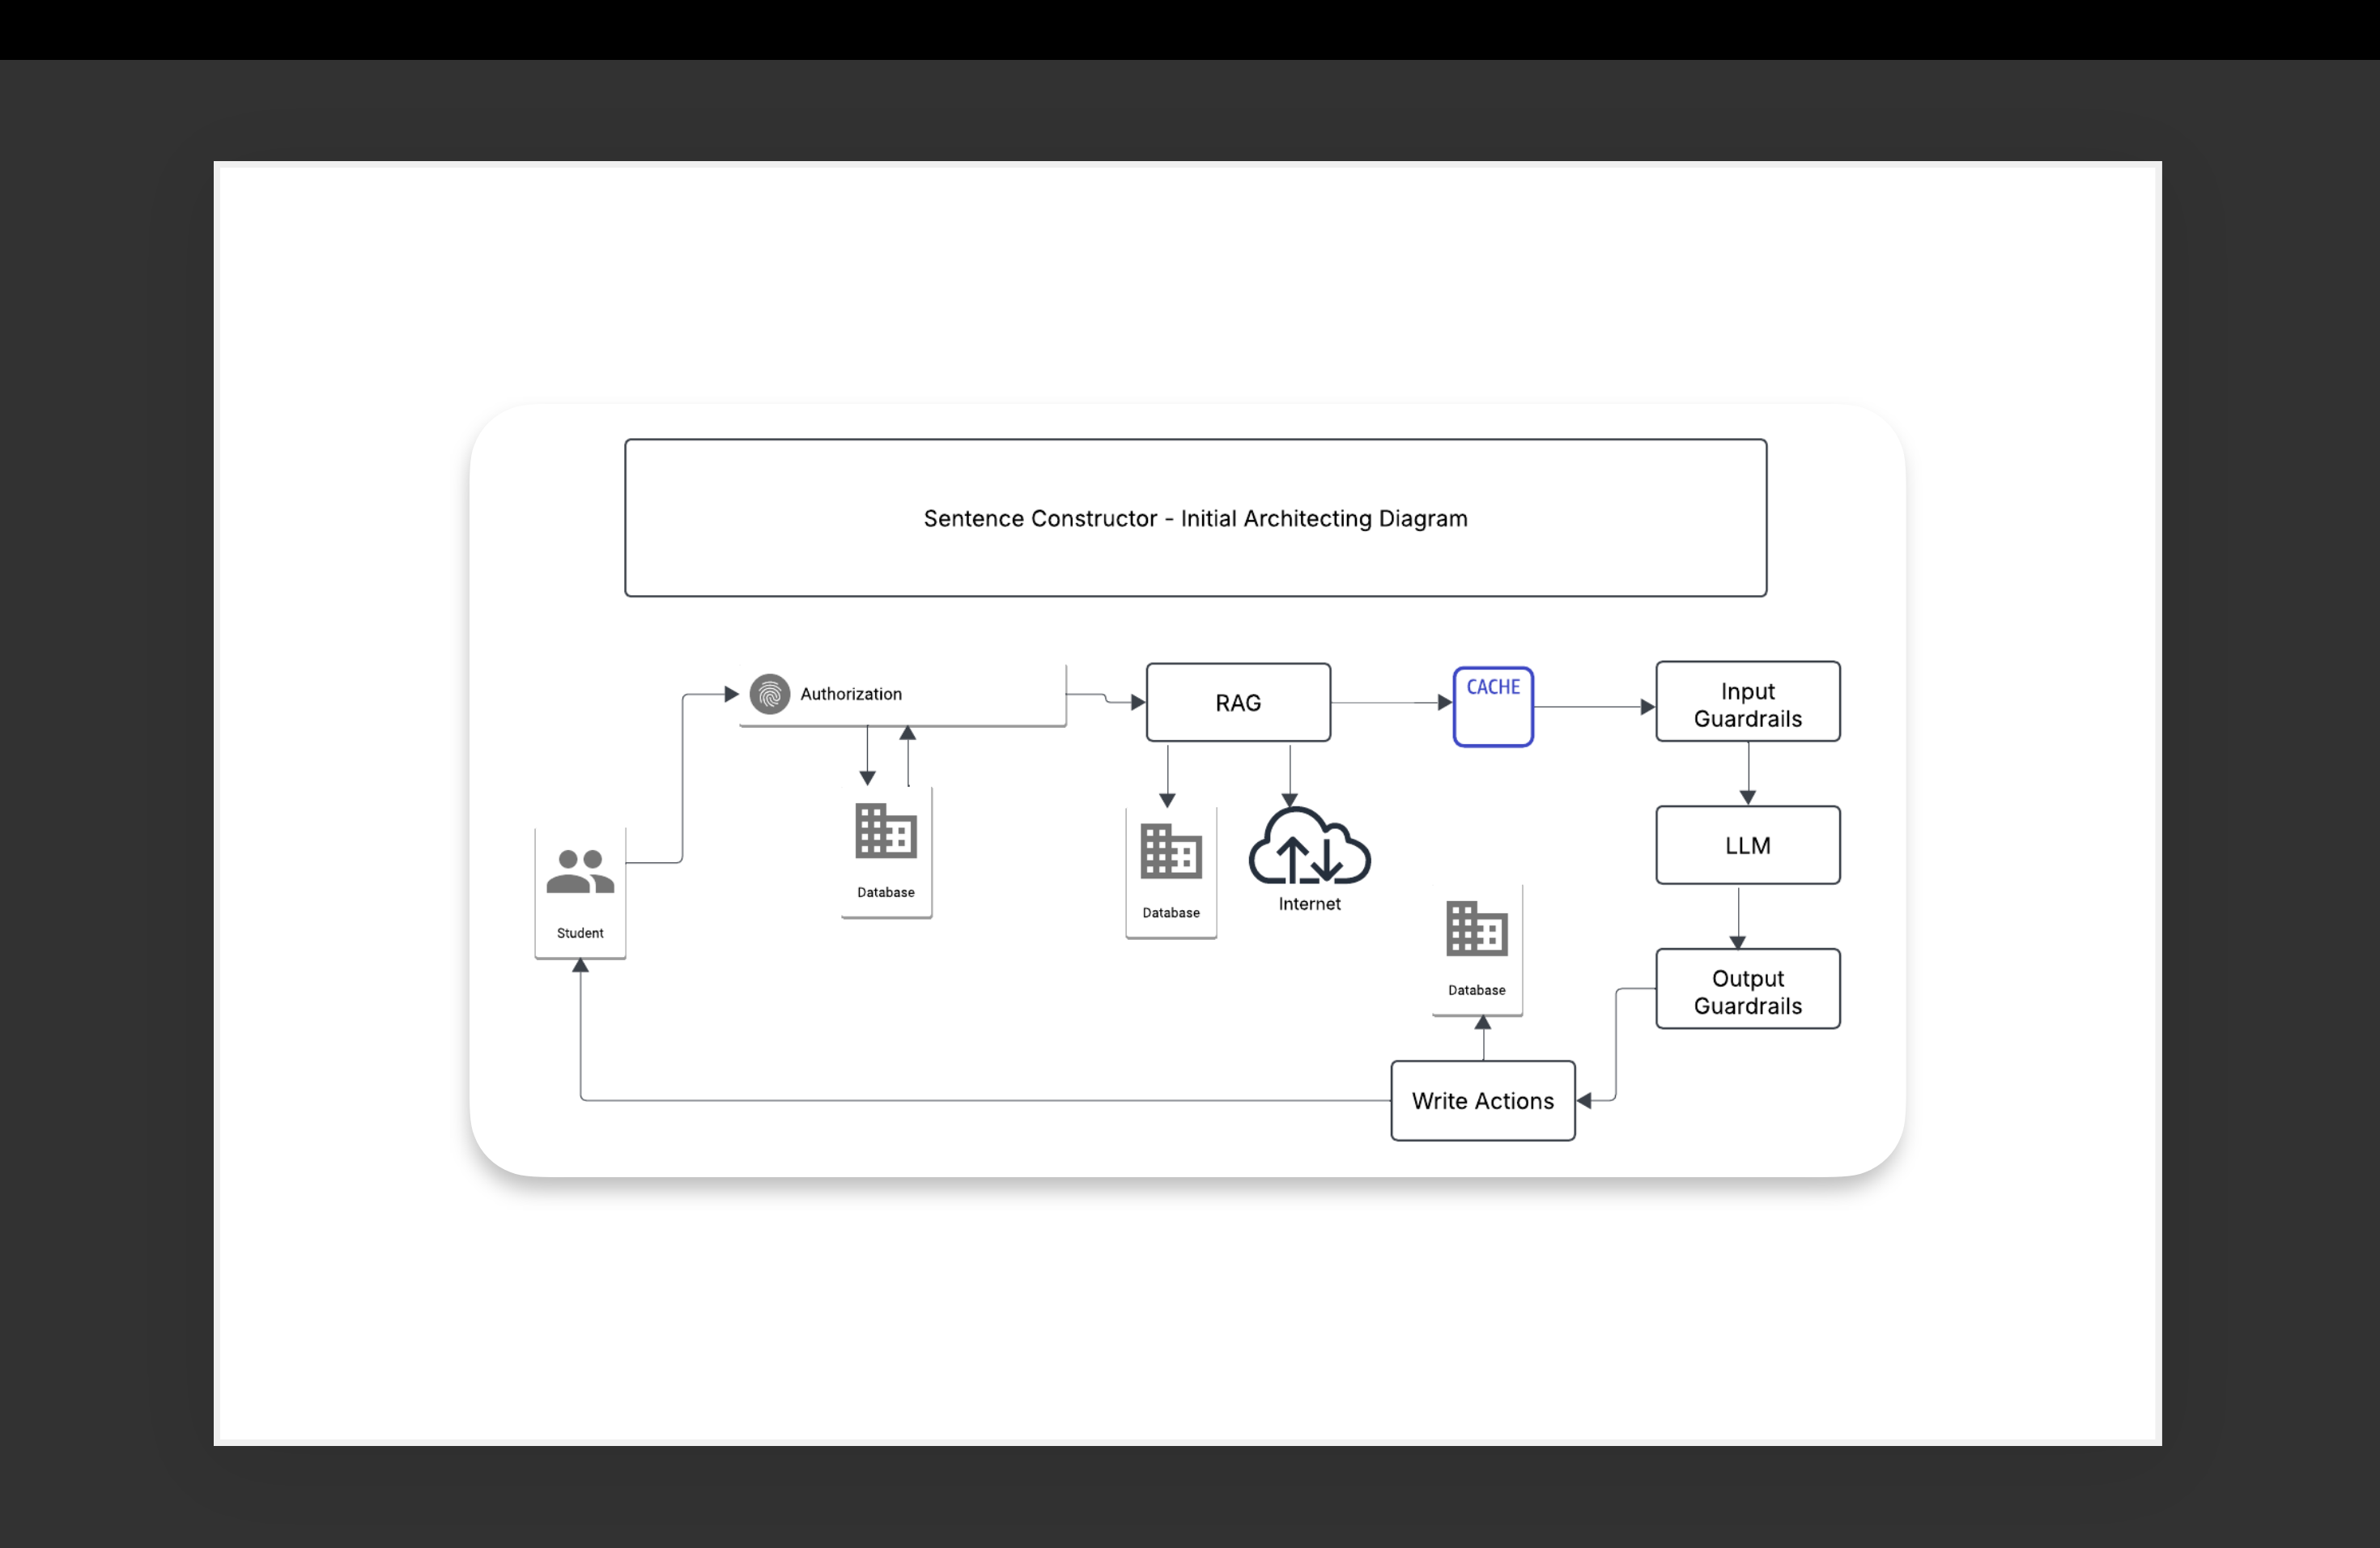 Sentence Constructor - Initial Architecting Diagram
Authorization
RAG
CACHE
Input
Guardrails
Student
Database
Database
Internet
LLM
Database
Output
Guardrails
Write Actions